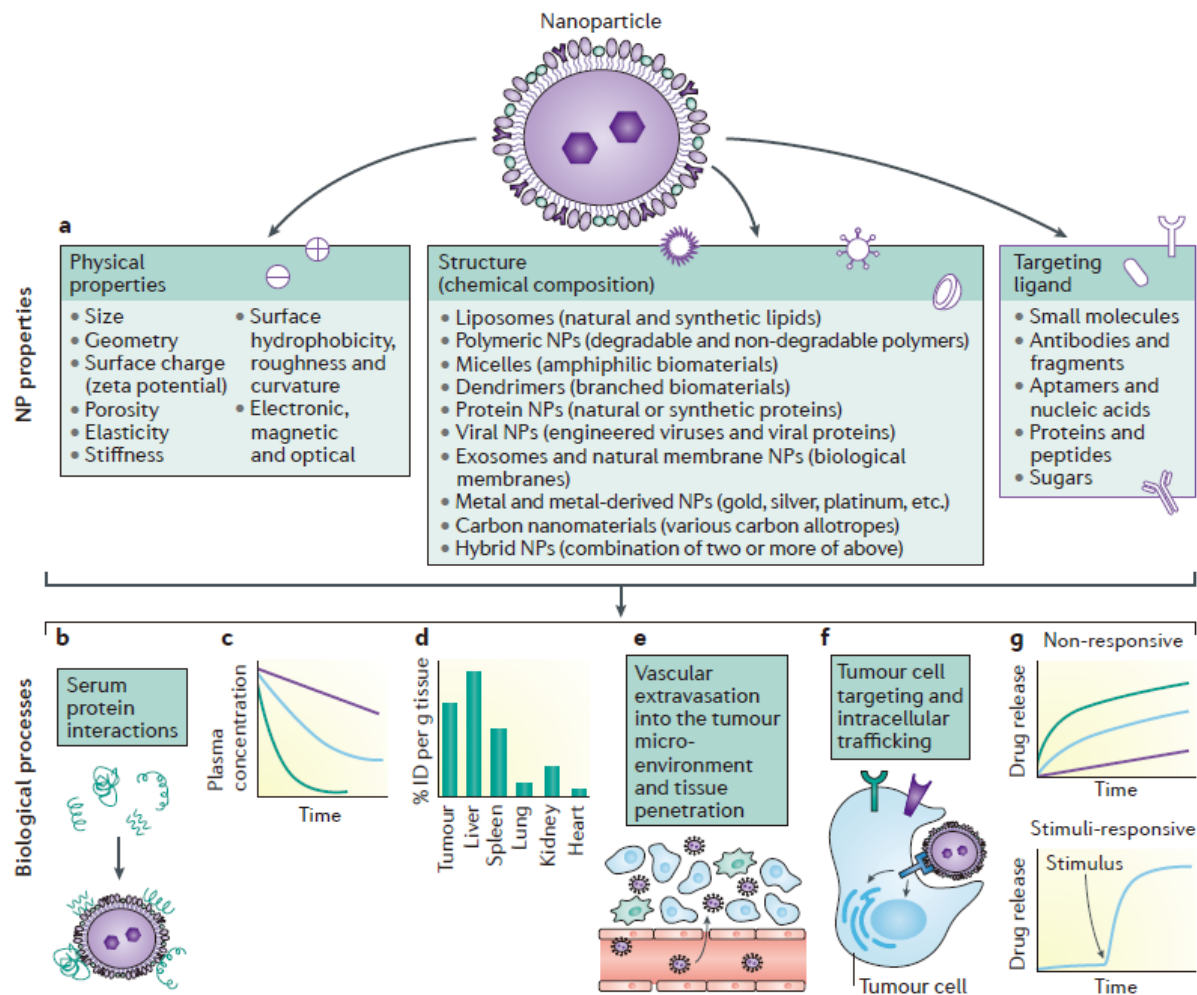 Nanoparticle
a
Physical
properties
• Size
• Geometry
• Surface charge
(zeta potential)
• Porosity
• Elasticity
• Stiffness
• Surface
hydrophobicity,
roughness and
curvature
• Electronic,
magnetic
and optical
Structure
(chemical composition)
• Liposomes (natural and synthetic lipids)
• Polymeric NPs (degradable and non-degradable polymers)
• Micelles (amphiphilic biomaterials)
• Dendrimers (branched biomaterials)
• Protein NPs (natural or synthetic proteins)
• Viral NPs (engineered viruses and viral proteins)
• Exosomes and natural membrane NPs (biological
membranes)
• Metal and metal-derived NPs (gold, silver, platinum, etc.)
• Carbon nanomaterials (various carbon allotropes)
• Hybrid NPs (combination of two or more of above)
Targeting
ligand
• Small molecules
• Antibodies and
fragments
• Aptamers and
nucleic acids
• Proteins and
peptides
• Sugars
NP properties
Biological processes
b
Serum
protein
interactions
c
Plasma
concentration
Time
d
% ID per g tissue
Tumour
Liver
Spleen
Lung
Kidney
Heart
e
Vascular
extravasation
into the tumour
micro-
environment
and tissue
penetration
f
Tumour cell
targeting and
intracellular
trafficking
Tumour cell
g
Non-responsive
Drug release
Time
Stimuli-responsive
Stimulus
Drug release
Time